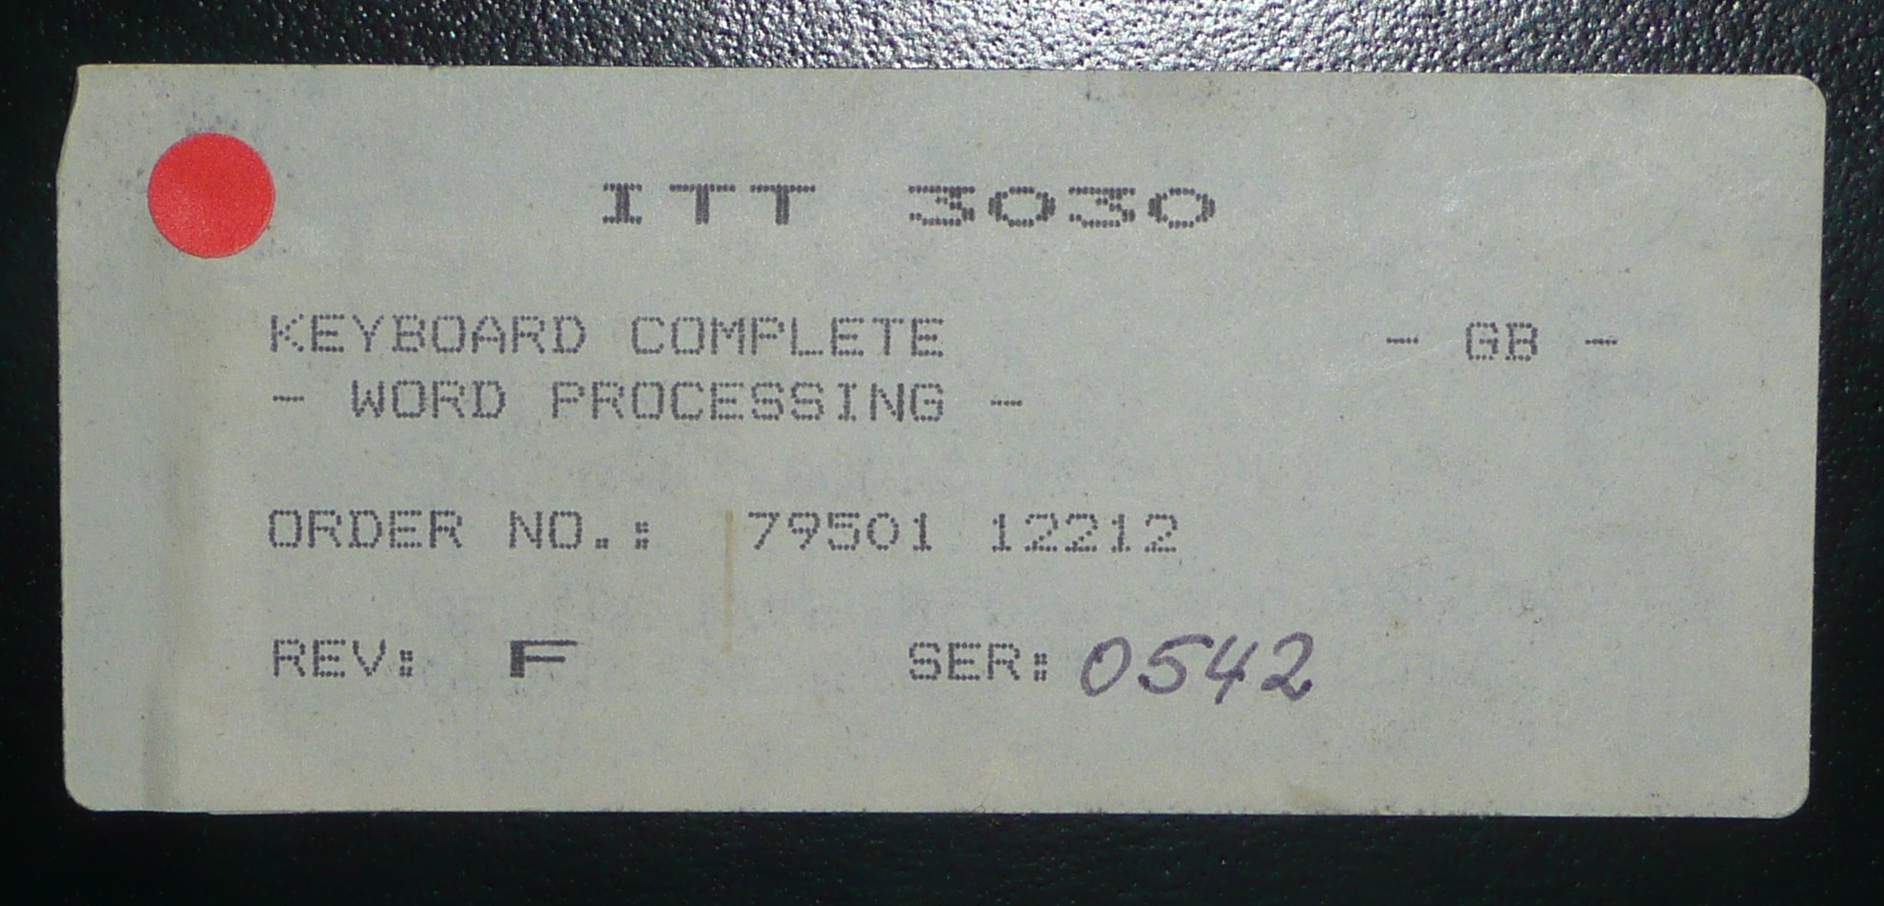 ITT 3030
KEYBOARD COMPLETE - GB -
- WORD PROCESSING -
ORDER NO.: 79501 12212
REV: F SER: 0542